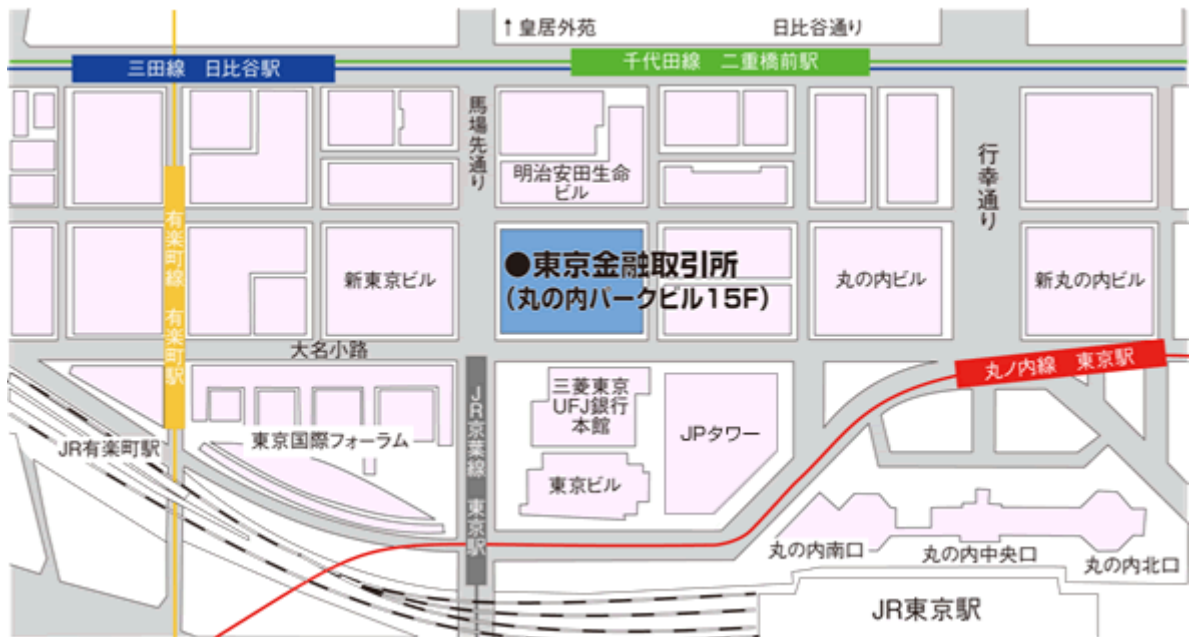 ↑皇居外苑
日比谷通り
三田線 日比谷駅
千代田線 二重橋前駅
馬場先通り
明治安田生命
ビル
行幸通り
有楽町線 有楽町駅
新東京ビル
●東京金融取引所
(丸の内パークビル15F)
丸の内ビル
新丸の内ビル
大名小路
丸ノ内線 東京駅
JR京葉線 東京駅
三菱東京
UFJ銀行
本館
JPタワー
JR有楽町駅
東京国際フォーラム
東京ビル
丸の内南口
丸の内中央口
丸の内北口
JR東京駅